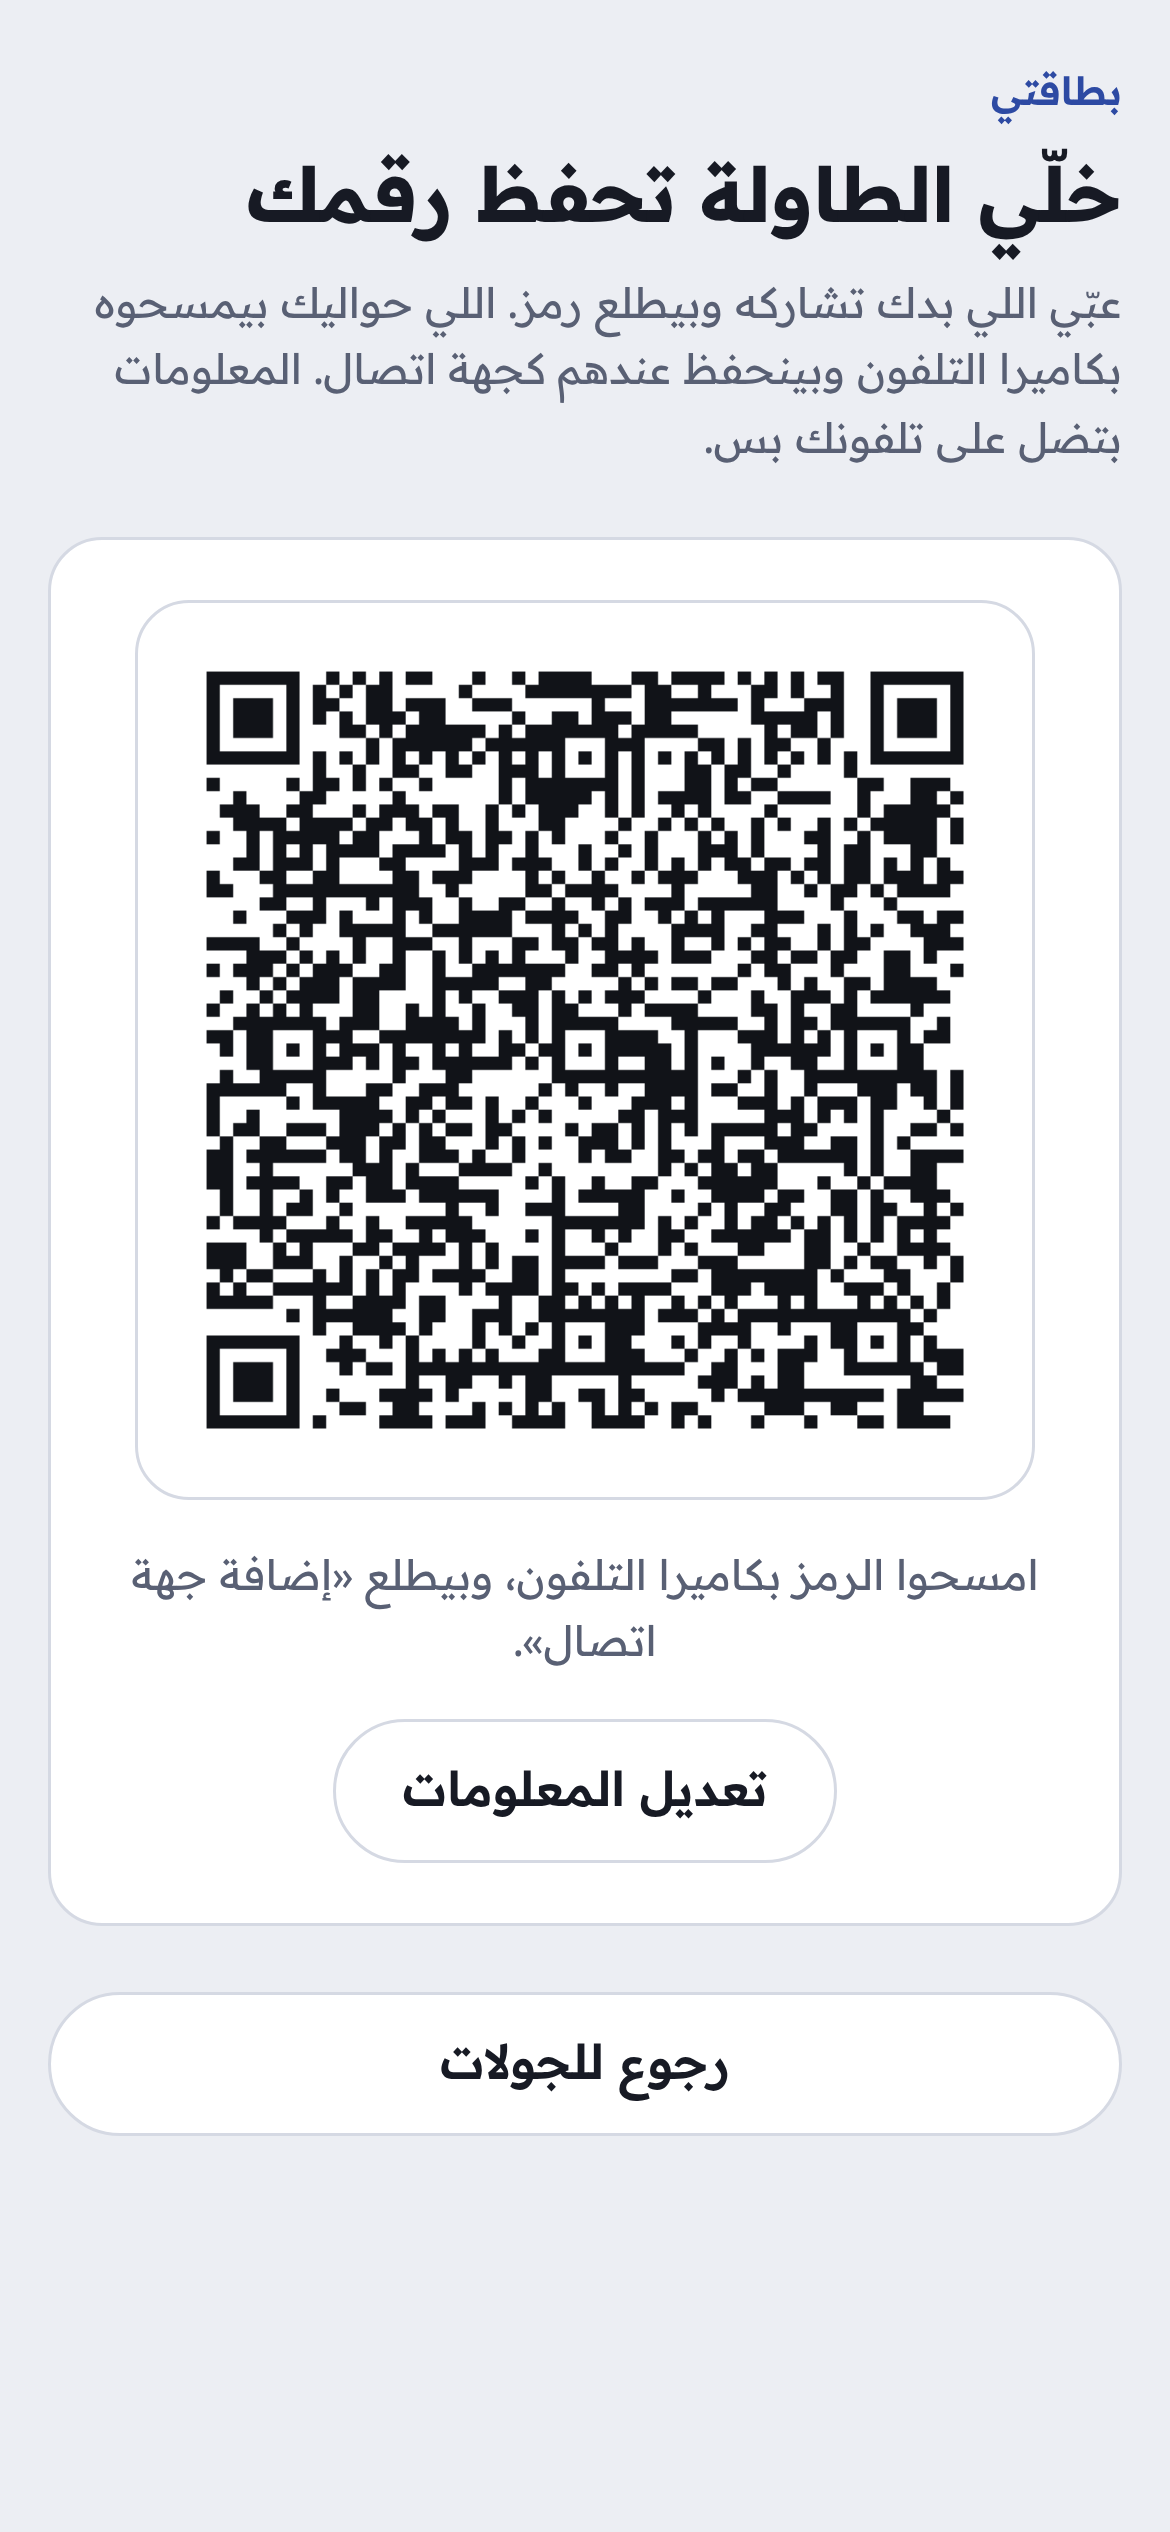 بطاقتي
خلّي الطاولة تحفظ رقمك
عبّي اللي بدك تشاركه وبيطلع رمز. اللي حواليك بيمسحوه
بكاميرا التلفون وبينحفظ عندهم كجهة اتصال. المعلومات
بتضل على تلفونك بس.
امسحوا الرمز بكاميرا التلفون، وبيطلع «إضافة جهة
اتصال».
تعديل المعلومات
رجوع للجولات